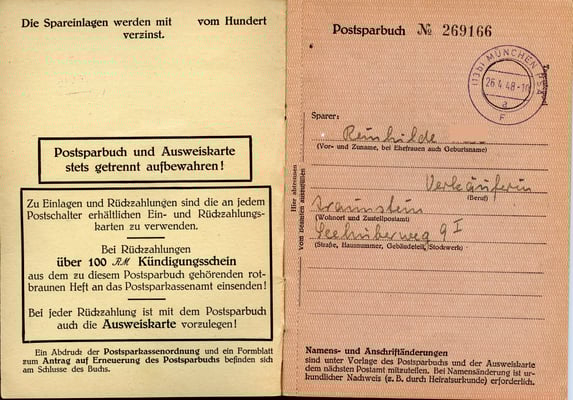 Die Spareinlagen werden mit vom Hundert
verzinst.
Postsparbuch und Ausweiskarte
stets getrennt aufbewahren!
Zu Einlagen und Rückzahlungen sind die an jedem
Postschalter erhältlichen Ein- und Rückzahlungs-
karten zu verwenden.
Bei Rückzahlungen
über 100 RM Kündigungsschein
aus dem zu diesem Postsparbuch gehörenden rot-
braunen Heft an das Postsparkassenamt einsenden!
Bei jeder Rückzahlung ist mit dem Postsparbuch
auch die Ausweiskarte vorzulegen!
Ein Abdruck der Postsparkassenordnung und ein Formblatt
zum Antrag auf Erneuerung des Postsparbuchs befinden sich
am Schlusse des Buchs.
Postsparbuch № 269166
(13b) MÜNCHEN
26.4.48-10
a
F
Sparer:
Reinhilde
(Vor- und Zuname, bei Ehefrauen auch Geburtsname)
Verkäuferin
(Beruf)
Traunstein
(Wohnort und Zustellpostamt)
Seehuberweg 9 I
(Straße, Hausnummer, Gebäudeteil, Stockwerk)
Hier abtrennen
Vom Beamten auszufüllen
Namens- und Anschriftänderungen
sind unter Vorlage des Postsparbuchs und der Ausweiskarte
dem nächsten Postamt mitzuteilen. Bei Namensänderung ist ur-
kundlicher Nachweis (z. B. durch Heiratsurkunde) erforderlich.